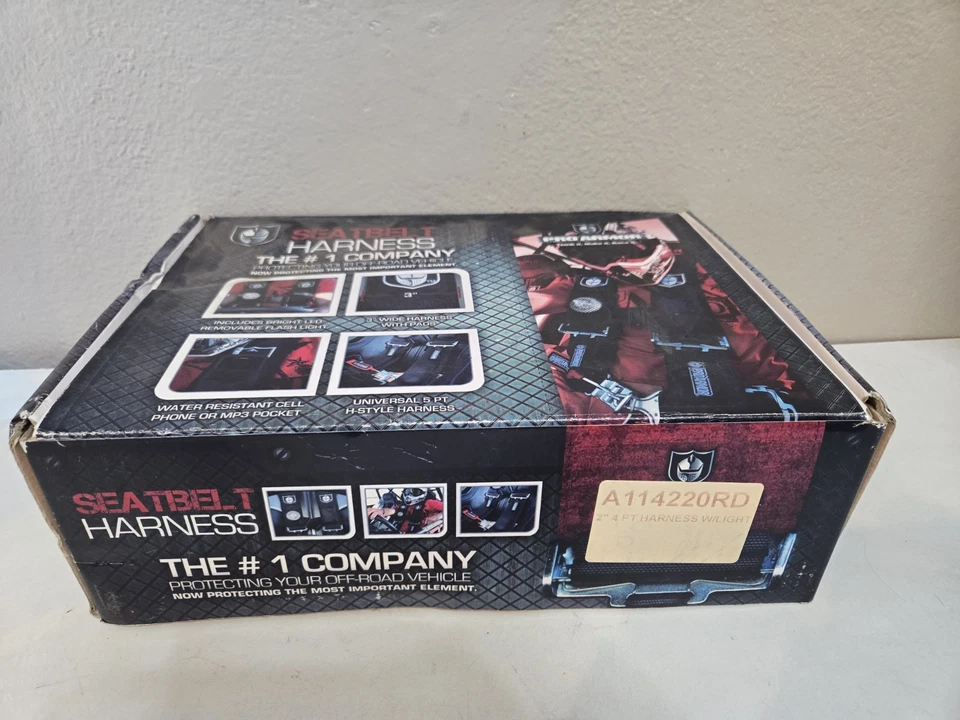 SEATBELT
HARNESS
THE # 1 COMPANY
PROTECTING YOUR OFF-ROAD VEHICLE
NOW PROTECTING THE MOST IMPORTANT ELEMENT.
PRO ARMOR
3"
INCLUDES BRIGHT LED
REMOVABLE FLASH LIGHT
3" WIDE HARNESS
WITH PADS
WATER RESISTANT CELL
PHONE OR MP3 POCKET
UNIVERSAL 5 PT
H-STYLE HARNESS
SEATBELT
HARNESS
THE # 1 COMPANY
PROTECTING YOUR OFF-ROAD VEHICLE
NOW PROTECTING THE MOST IMPORTANT ELEMENT.
A114220RD
2" 4 PT HARNESS W/LIGHT